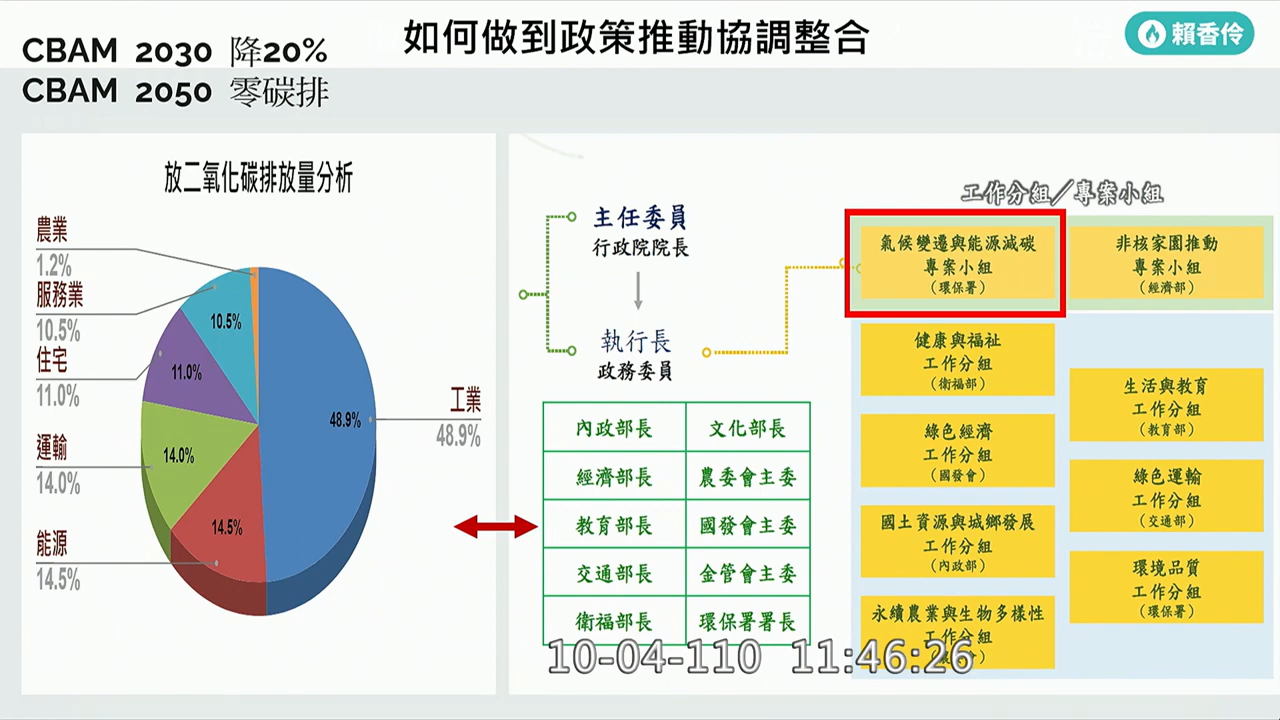 如何做到政策推動協調整合
賴香伶
CBAM 2030 降20%
CBAM 2050 零碳排
放二氧化碳排放量分析
農業
1.2%
服務業
10.5%
住宅
11.0%
運輸
14.0%
能源
14.5%
工業
48.9%
10.5%
11.0%
14.0%
14.5%
48.9%
主任委員
行政院院長
執行長
政務委員
內政部長 文化部長
經濟部長 農委會主委
教育部長 國發會主委
交通部長 金管會主委
衛福部長 環保署署長
工作分組／專案小組
氣候變遷與能源減碳
專案小組
(環保署)
非核家園推動
專案小組
(經濟部)
健康與福祉
工作分組
(衛福部)
綠色經濟
工作分組
(國發會)
國土資源與城鄉發展
工作分組
(內政部)
永續農業與生物多樣性
工作分組
生活與教育
工作分組
(教育部)
綠色運輸
工作分組
(交通部)
環境品質
工作分組
(環保署)
10-04-110 11:46:26